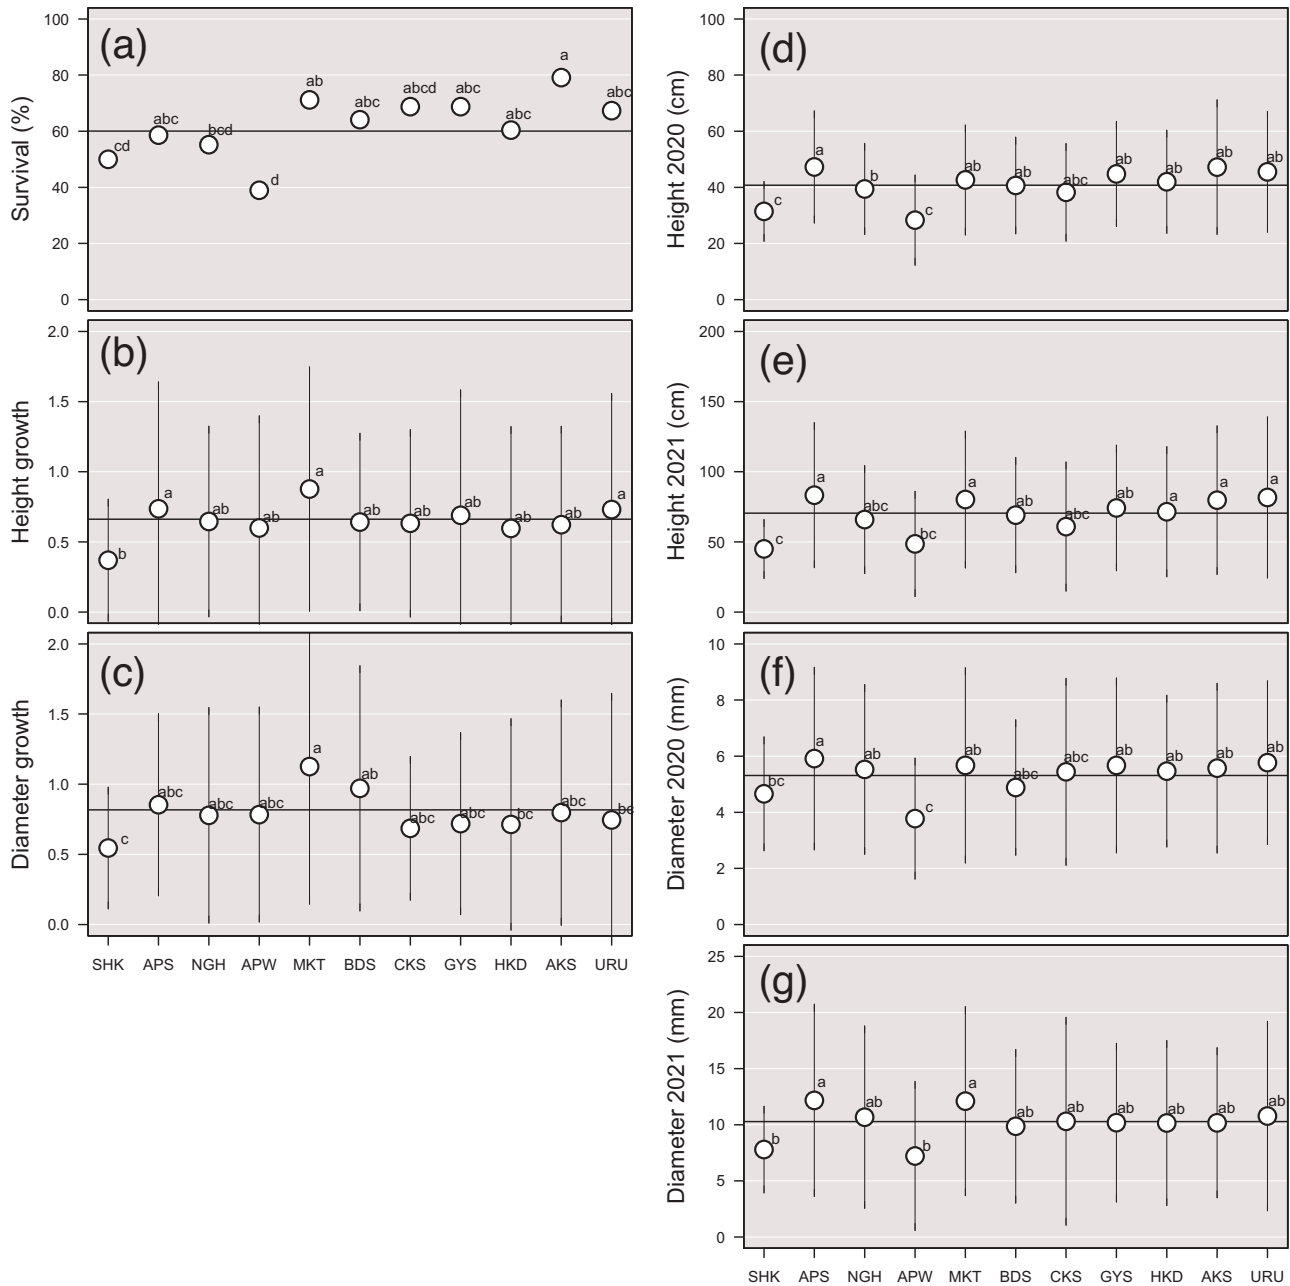 (a)
Survival (%)
100
80
60
40
20
0
cd
abc
bcd
d
ab
abc
abcd
abc
abc
a
abc
(b)
Height growth
2.0
1.5
1.0
0.5
0.0
b
a
ab
ab
a
ab
ab
ab
ab
ab
a
(c)
Diameter growth
2.0
1.5
1.0
0.5
0.0
c
abc
abc
abc
a
ab
abc
abc
bc
abc
bc
SHK APS NGH APW MKT BDS CKS GYS HKD AKS URU
(d)
Height 2020 (cm)
100
80
60
40
20
0
c
a
b
c
ab
ab
abc
ab
ab
ab
ab
(e)
Height 2021 (cm)
200
150
100
50
0
c
a
abc
bc
a
ab
abc
ab
a
a
a
(f)
Diameter 2020 (mm)
10
8
6
4
2
0
bc
a
ab
c
ab
abc
abc
ab
ab
ab
ab
(g)
Diameter 2021 (mm)
25
20
15
10
5
0
b
a
ab
b
a
ab
ab
ab
ab
ab
ab
SHK APS NGH APW MKT BDS CKS GYS HKD AKS URU